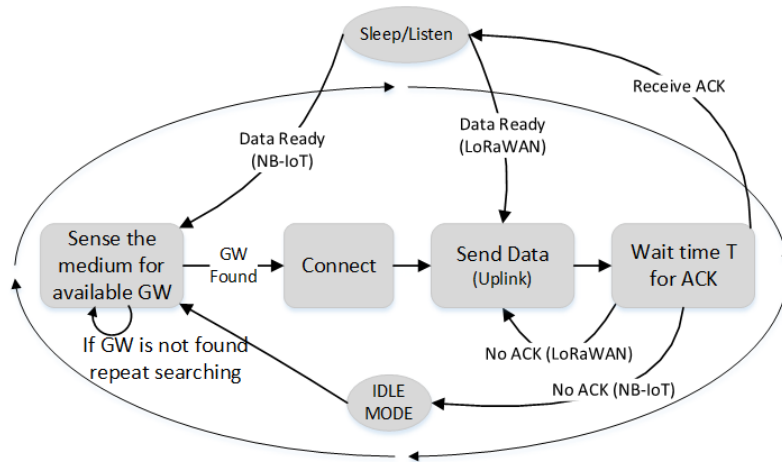 Sleep/Listen
Receive ACK
Data Ready
(NB-IoT)
Data Ready
(LoRaWAN)
Sense the
medium for
available GW
GW
Found
Connect
Send Data
(Uplink)
Wait time T
for ACK
If GW is not found
repeat searching
No ACK (LoRaWAN)
No ACK (NB-IoT)
IDLE
MODE